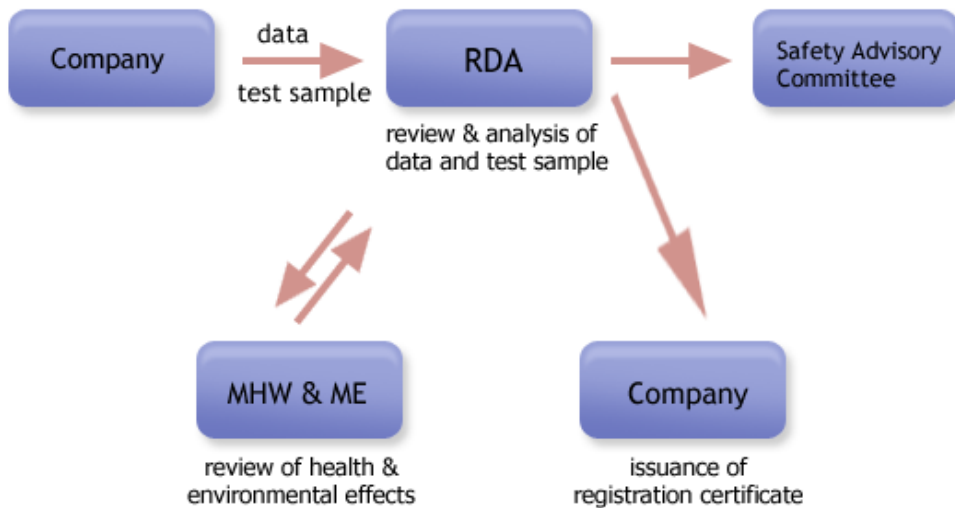 Company
data
test sample
RDA
review & analysis of
data and test sample
Safety Advisory
Committee
MHW & ME
review of health &
environmental effects
Company
issuance of
registration certificate